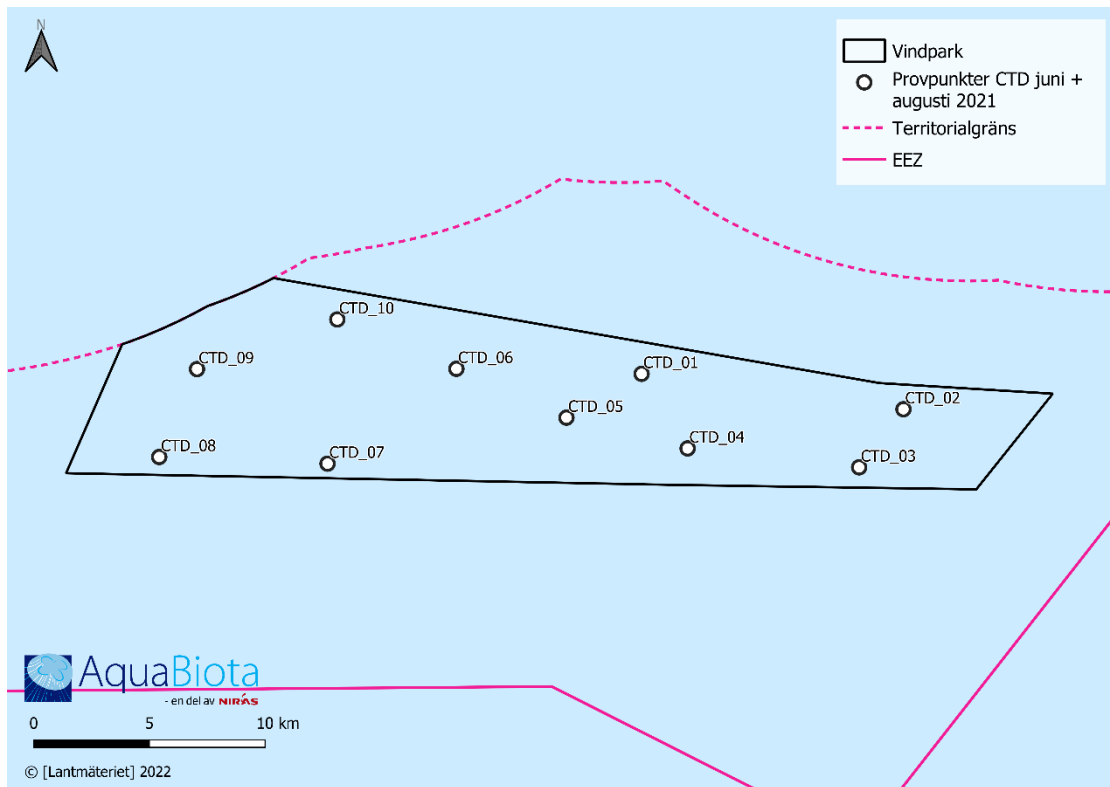 N
Vindpark
Provpunkter CTD juni +
augusti 2021
Territorialgräns
EEZ
CTD_10
CTD_09
CTD_06
CTD_01
CTD_02
CTD_05
CTD_04
CTD_08
CTD_07
CTD_03
AquaBiota
- en del av NIRÁS
0 5 10 km
© [Lantmäteriet] 2022